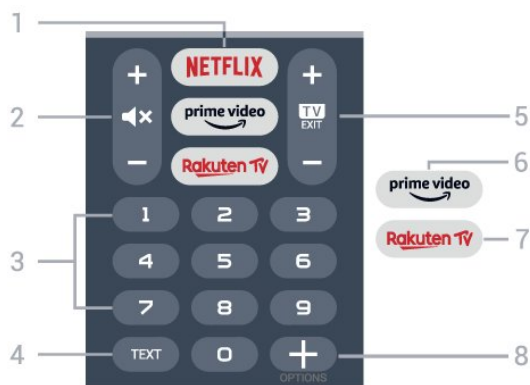 1
NETFLIX
+ +
2 prime video TV EXIT 5
6
prime video
- Rakuten TV -
Rakuten TV 7
1 2 3
3 4 5 6
7 8 9
4 TEXT 0 + 8
OPTIONS